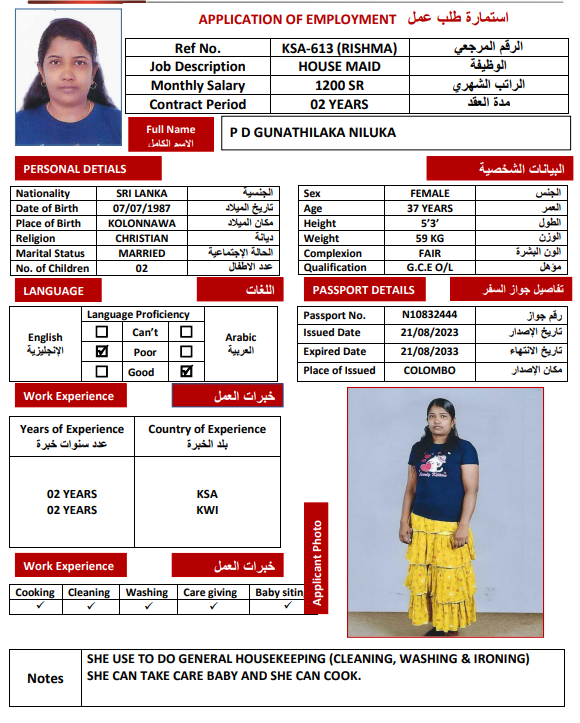 APPLICATION OF EMPLOYMENT استمارة طلب عمل
Ref No. KSA-613 (RISHMA) الرقم المرجعي
Job Description HOUSE MAID الوظيفة
Monthly Salary 1200 SR الراتب الشهري
Contract Period 02 YEARS مدة العقد
Full Name P D GUNATHILAKA NILUKA
الاسم الكامل
PERSONAL DETIALS البيانات الشخصية
Nationality SRI LANKA الجنسية
Date of Birth 07/07/1987 تاريخ الميلاد
Place of Birth KOLONNAWA مكان الميلاد
Religion CHRISTIAN ديانة
Marital Status MARRIED الحالة الإجتماعية
No. of Children 02 عدد الاطفال
Sex FEMALE الجنس
Age 37 YEARS العمر
Height 5’3’ الطول
Weight 59 KG الوزن
Complexion FAIR الون البشرة
Qualification G.C.E O/L مؤهل
LANGUAGE اللغات
Language Proficiency
English Can’t Arabic
الإنجليزية Poor العربية
Good
PASSPORT DETAILS تفاصيل جواز السفر
Passport No. N10832444 رقم جواز
Issued Date 21/08/2023 تاريخ الإصدار
Expired Date 21/08/2033 تاريخ الانتهاء
Place of Issued COLOMBO مكان الإصدار
Work Experience خبرات العمل
Years of Experience Country of Experience
عدد سنوات خبرة بلد الخبرة
02 YEARS KSA
02 YEARS KWI
Work Experience خبرات العمل
Cooking Cleaning Washing Care giving Baby siting
✓ ✓ ✓ ✓ ✓
Applicant Photo
Notes SHE USE TO DO GENERAL HOUSEKEEPING (CLEANING, WASHING & IRONING)
SHE CAN TAKE CARE BABY AND SHE CAN COOK.